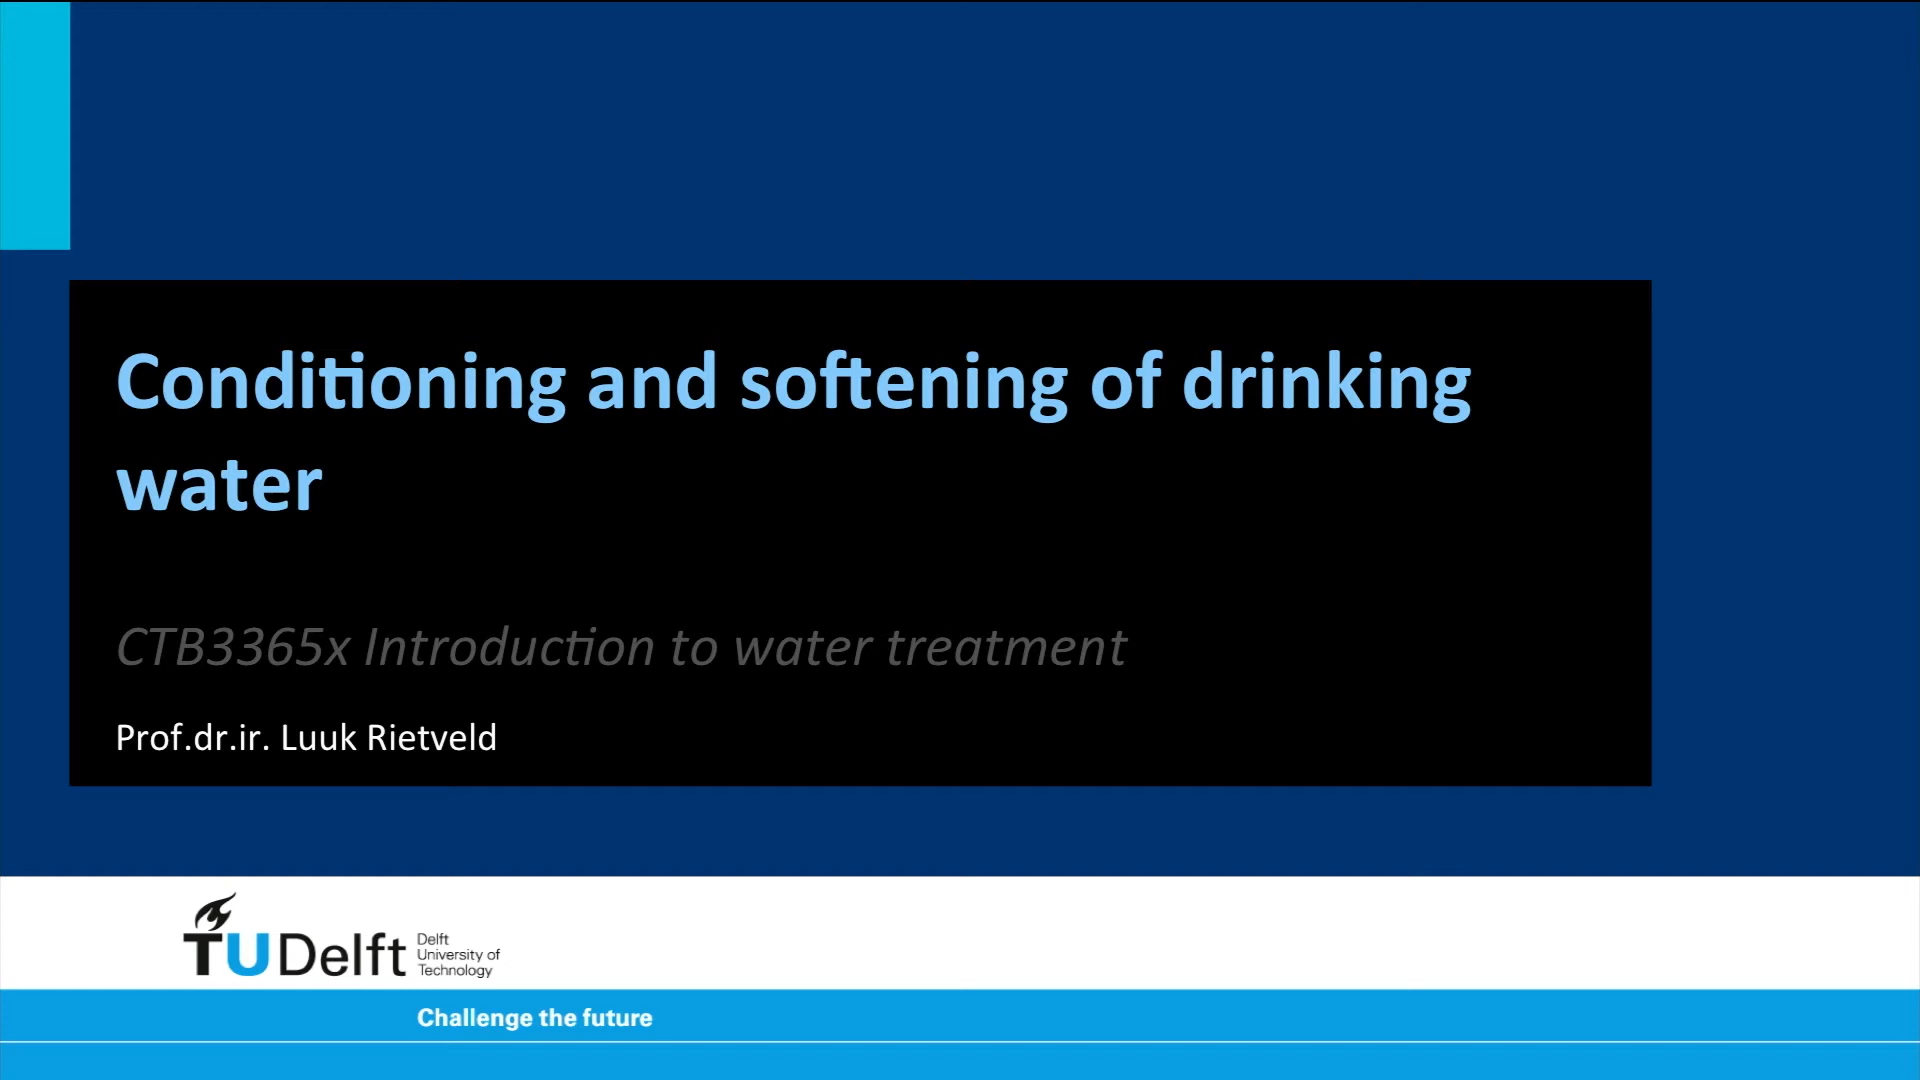 Conditioning and softening of drinking
water
CTB3365x Introduction to water treatment
Prof.dr.ir. Luuk Rietveld
TUDelft
Delft
University of
Technology
Challenge the future